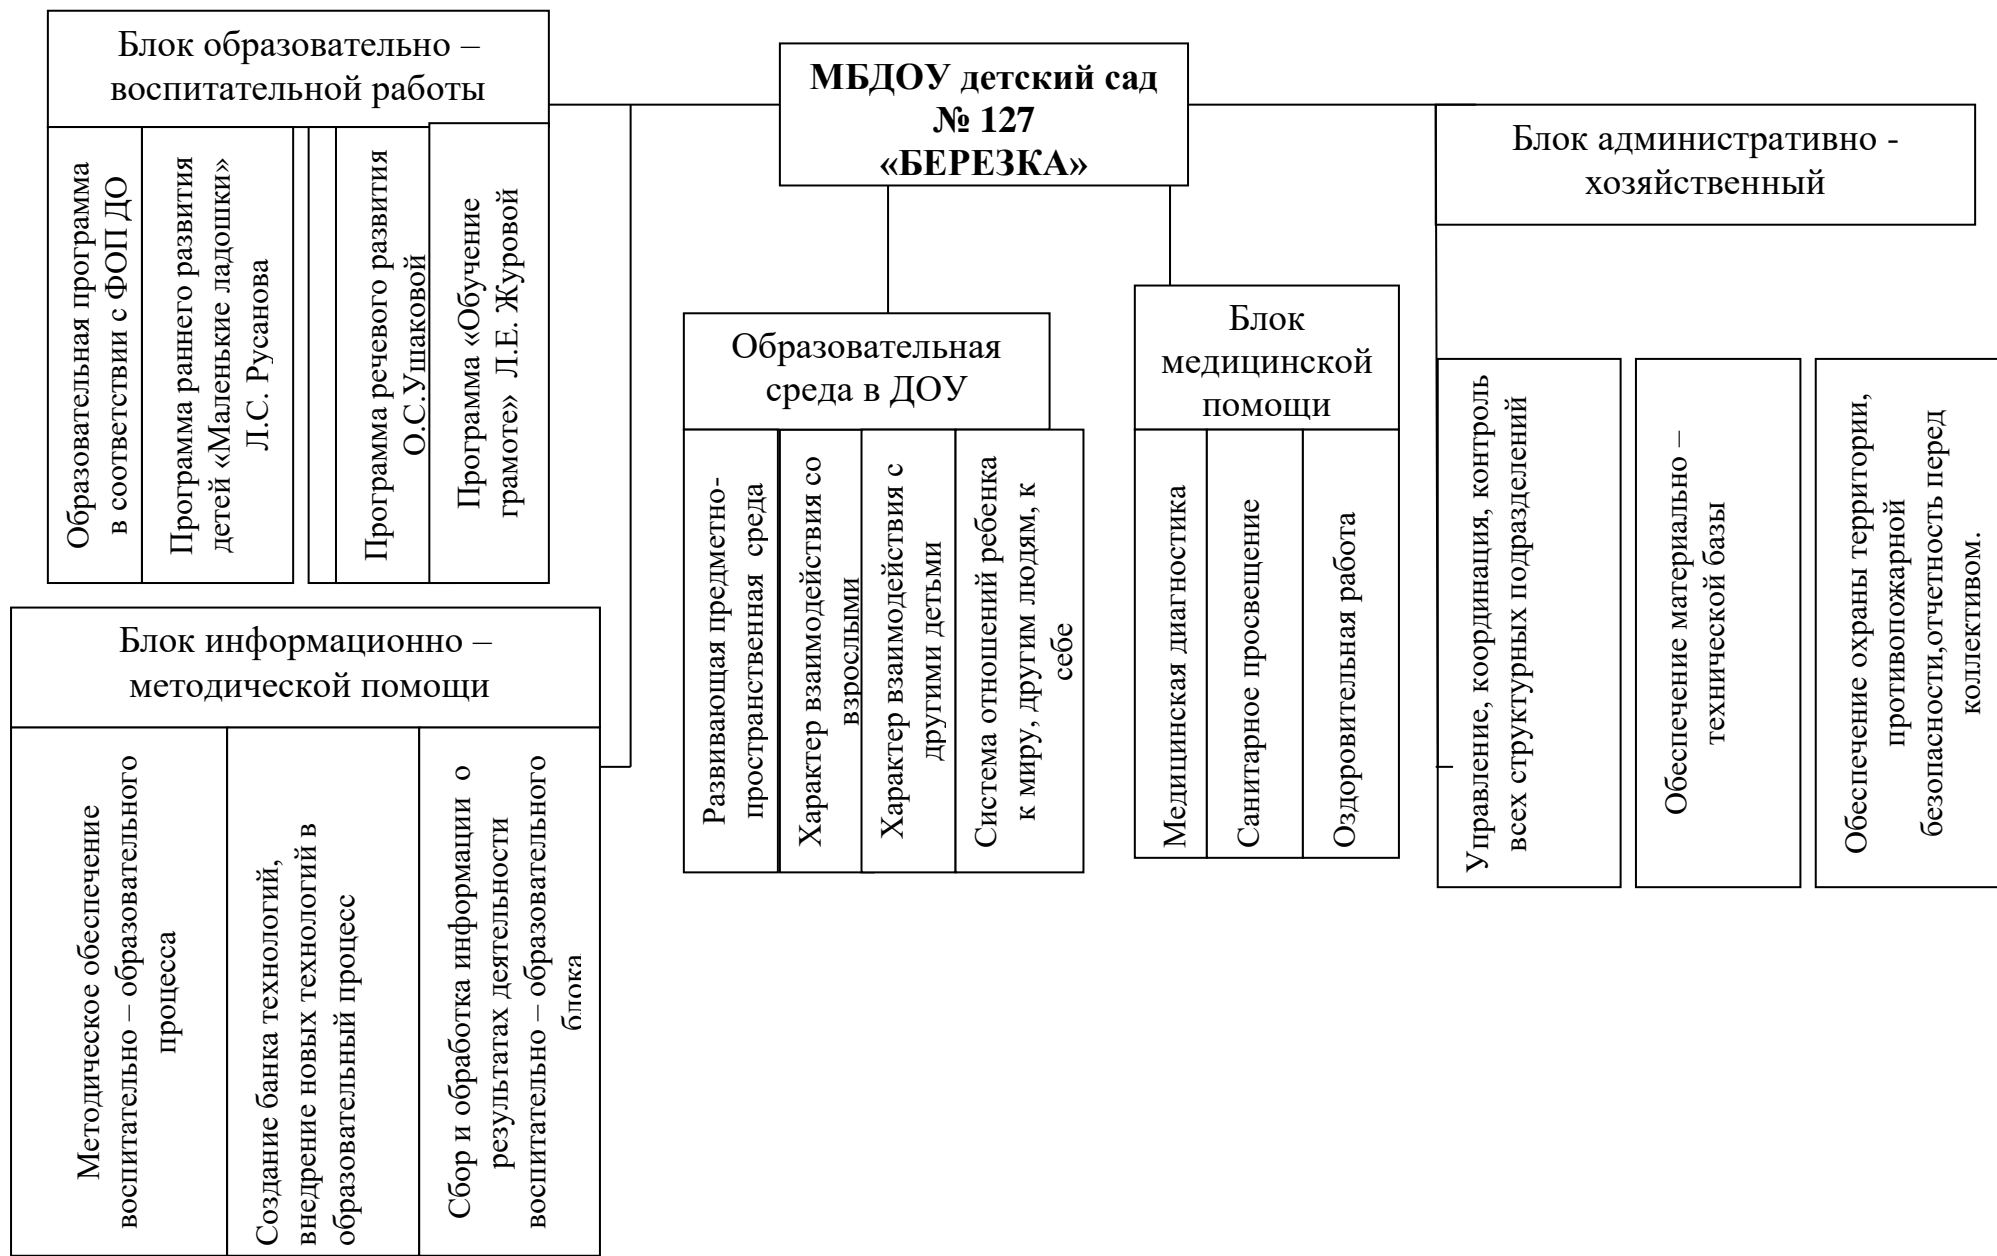 Блок образовательно –
воспитательной работы
МБДОУ детский сад
№ 127
«БЕРЕЗКА»
Блок административно -
хозяйственный
Образовательная программа
в соответствии с ФОП ДО
Программа раннего развития
детей «Маленькие ладошки»
Л.С. Русанова
Программа речевого развития
О.С.Ушаковой
Программа «Обучение
грамоте» Л.Е. Журовой
Образовательная
среда в ДОУ
Развивающая предметно-
пространственная среда
Характер взаимодействия со
взрослыми
Характер взаимодействия с
другими детьми
Система отношений ребенка
к миру, другим людям, к
себе
Блок
медицинской
помощи
Медицинская диагностика
Санитарное просвещение
Оздоровительная работа
Управление, координация, контроль
всех структурных подразделений
Обеспечение материально –
технической базы
Обеспечение охраны территории,
противопожарной
безопасности,отчетность перед
коллективом.
Блок информационно –
методической помощи
Методическое обеспечение
воспитательно – образовательного
процесса
Создание банка технологий,
внедрение новых технологий в
образовательный процесс
Сбор и обработка информации о
результатах деятельности
воспитательно – образовательного
блока